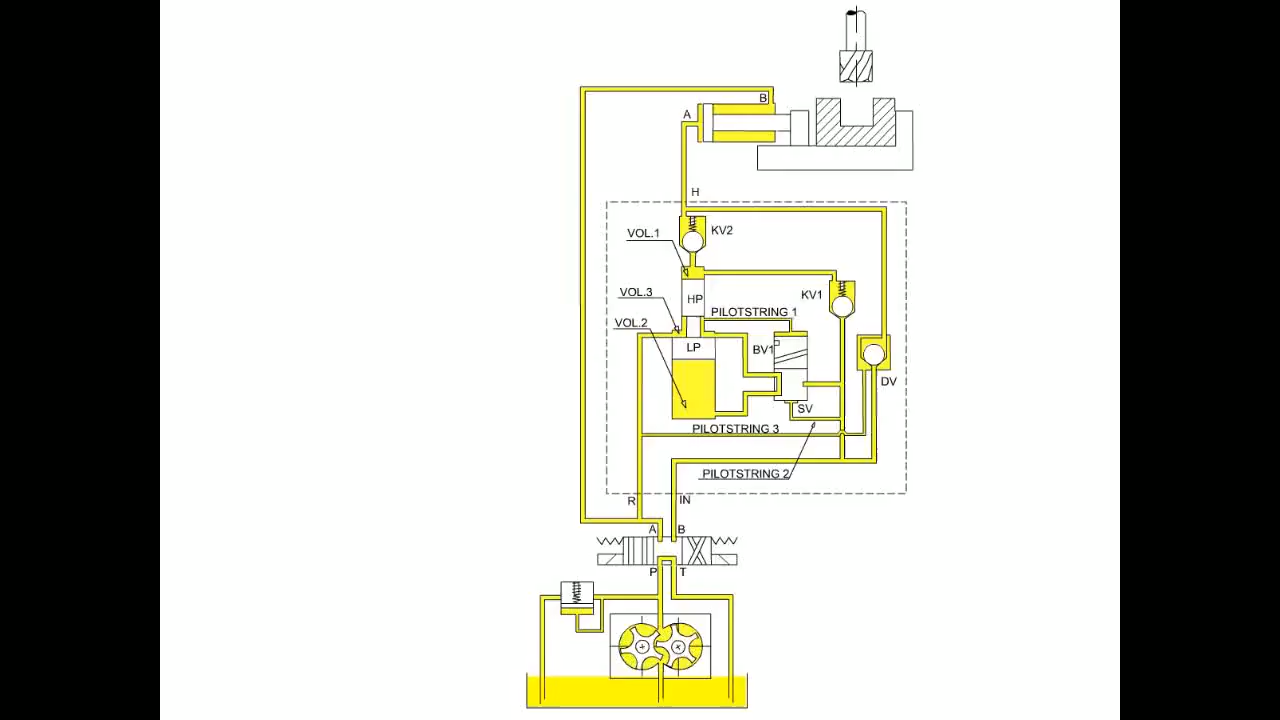 B
A
H
KV2
VOL.1
VOL.3
HP
KV1
PILOTSTRING 1
VOL.2
LP
BV1
DV
SV
PILOTSTRING 3
PILOTSTRING 2
R
IN
A
B
P
T